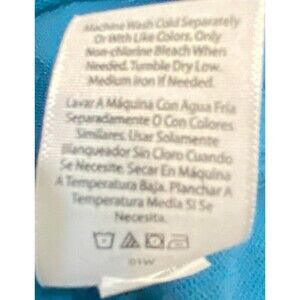 Machine Wash Cold Separately
Or With Like Colors. Only
Non-chlorine Bleach When
Needed. Tumble Dry Low.
Medium Iron If Needed.
Lavar A Máquina Con Agua Fría
Separadamente O Con Colores
Similares. Usar Solamente
Blanqueador Sin Cloro Cuando
Se Necesite. Secar En Máquina
A Temperatura Baja. Planchar A
Temperatura Media Si Se
Necesita.
01W